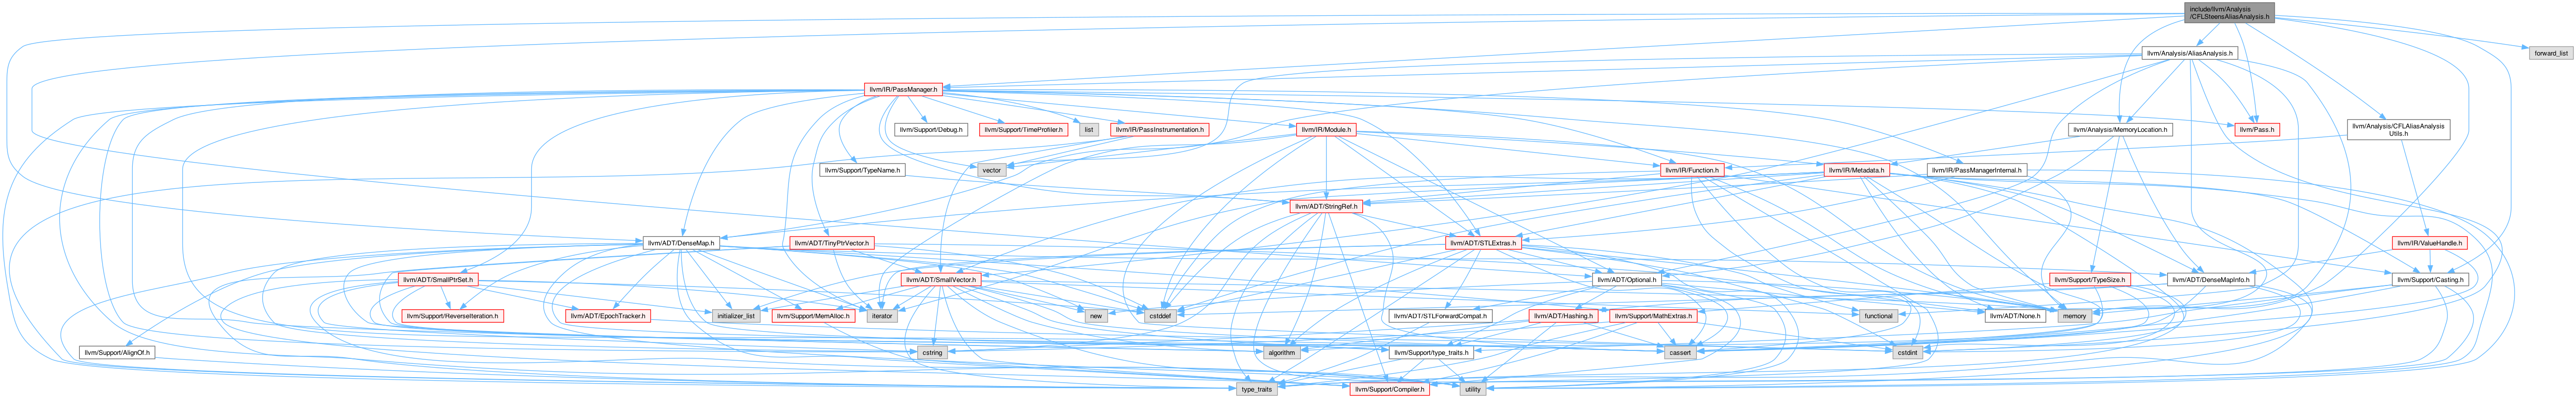 include/llvm/Analysis
/CFLSteensAliasAnalysis.h
forward_list
llvm/Analysis/AliasAnalysis.h
llvm/IR/PassManager.h
llvm/Support/Debug.h
llvm/Support/TimeProfiler.h
list
llvm/IR/PassInstrumentation.h
llvm/IR/Module.h
llvm/Analysis/MemoryLocation.h
llvm/Pass.h
llvm/Analysis/CFLAliasAnalysis
Utils.h
llvm/Support/TypeName.h
vector
llvm/IR/Function.h
llvm/IR/Metadata.h
llvm/IR/PassManagerInternal.h
llvm/ADT/StringRef.h
llvm/ADT/DenseMap.h
llvm/ADT/TinyPtrVector.h
llvm/ADT/STLExtras.h
llvm/IR/ValueHandle.h
llvm/ADT/SmallPtrSet.h
llvm/ADT/SmallVector.h
llvm/ADT/Optional.h
llvm/Support/TypeSize.h
llvm/ADT/DenseMapInfo.h
llvm/Support/Casting.h
llvm/Support/ReverseIteration.h
llvm/ADT/EpochTracker.h
initializer_list
llvm/Support/MemAlloc.h
iterator
new
cstddef
llvm/ADT/STLForwardCompat.h
llvm/ADT/Hashing.h
llvm/Support/MathExtras.h
functional
llvm/ADT/None.h
memory
llvm/Support/AlignOf.h
cstring
algorithm
llvm/Support/type_traits.h
cassert
cstdint
type_traits
llvm/Support/Compiler.h
utility